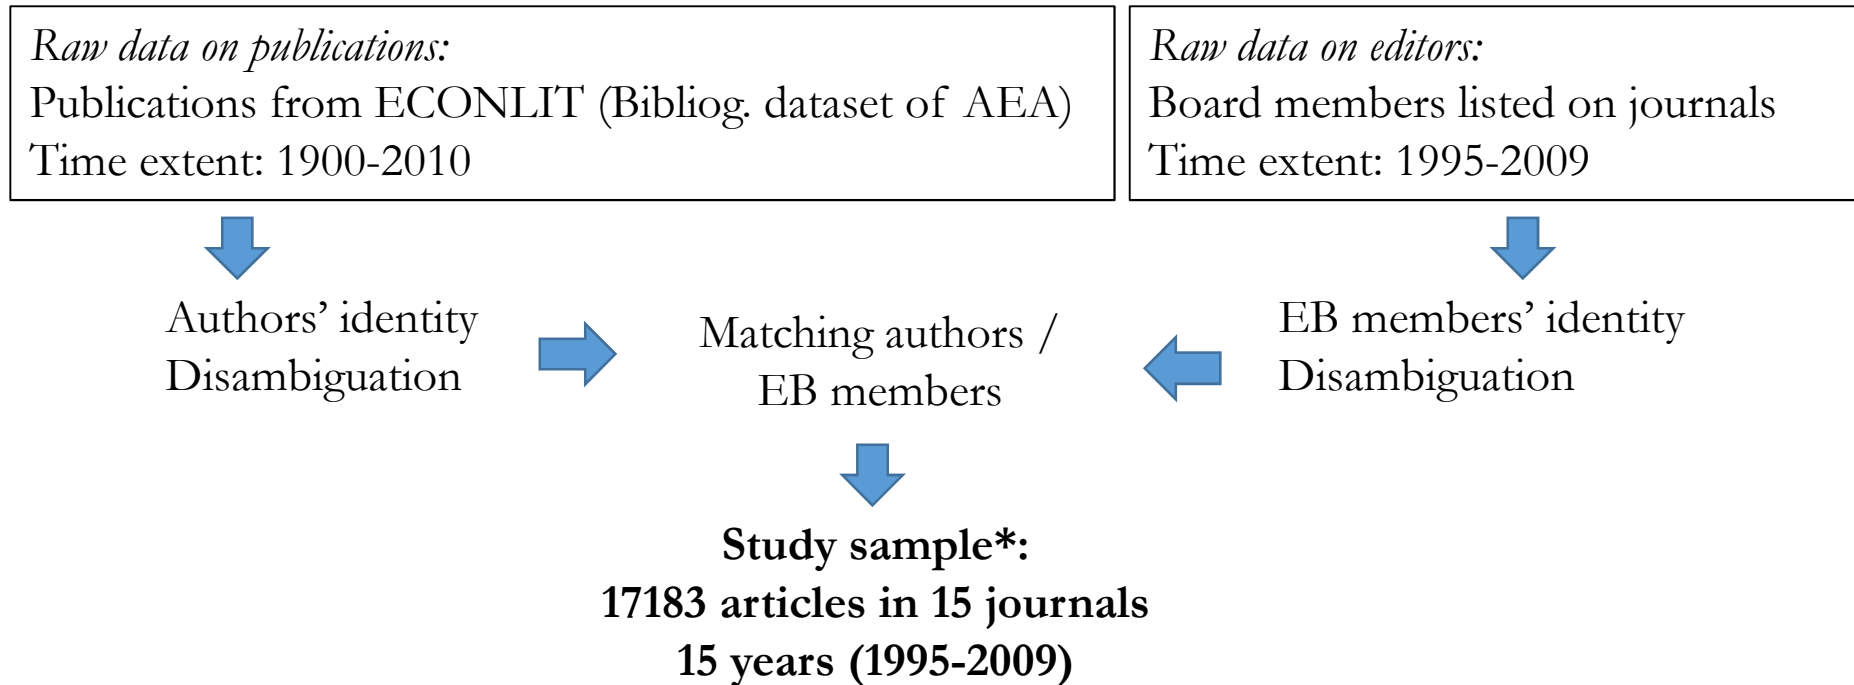 Raw data on publications:
Publications from ECONLIT (Bibliog. dataset of AEA)
Time extent: 1900-2010
Raw data on editors:
Board members listed on journals
Time extent: 1995-2009
Authors’ identity
Disambiguation
Matching authors /
EB members
EB members’ identity
Disambiguation
Study sample*:
17183 articles in 15 journals
15 years (1995-2009)